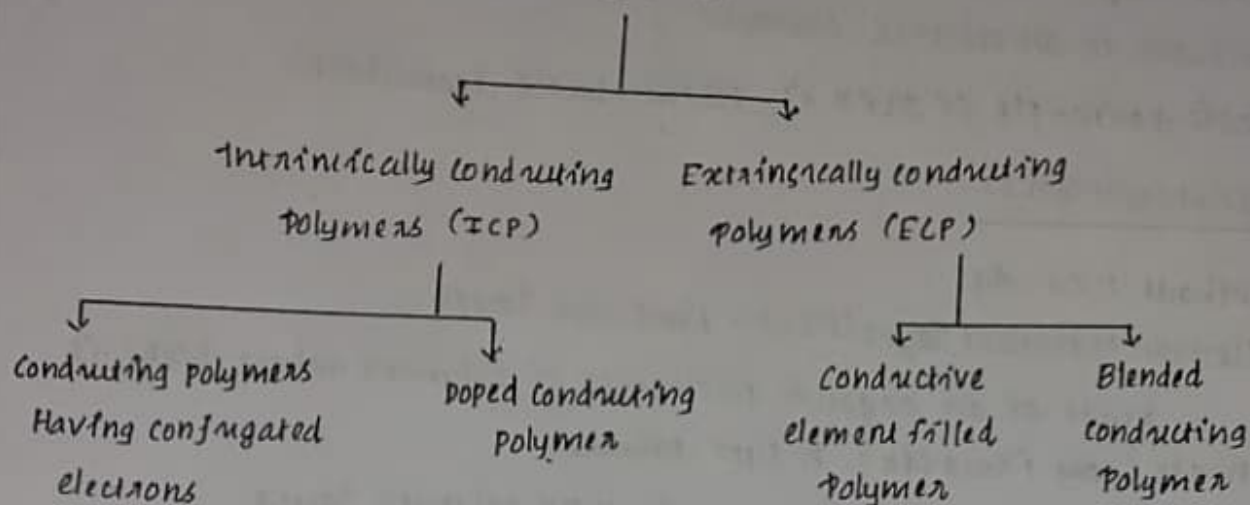 Intrinsically conducting
polymers (ICP)
Extrinsically conducting
polymers (ECP)
Conducting polymers
Having conjugated
electrons
Doped conducting
polymer
Conductive
element filled
polymer
Blended
conducting
polymer